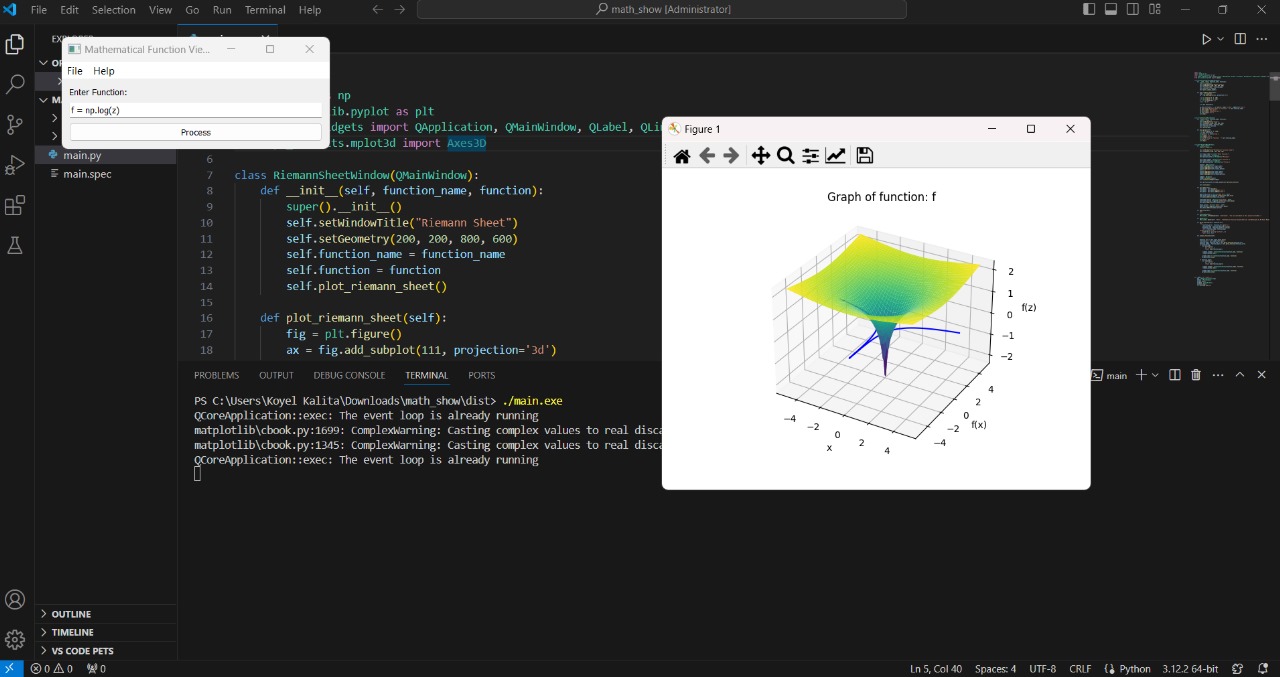 File Edit Selection View Go Run Terminal Help
math_show [Administrator]
Mathematical Function Vie...
File Help
Enter Function:
f = np.log(z)
Process
main.py
main.spec
np
.pyplot as plt
import QApplication, QMainWindow, QLabel,
.mplot3d import Axes3D
6
7 class RiemannSheetWindow(QMainWindow):
8 def __init__(self, function_name, function):
9 super().__init__()
10 self.setWindowTitle("Riemann Sheet")
11 self.setGeometry(200, 200, 800, 600)
12 self.function_name = function_name
13 self.function = function
14 self.plot_riemann_sheet()
15
16 def plot_riemann_sheet(self):
17 fig = plt.figure()
18 ax = fig.add_subplot(111, projection='3d')
PROBLEMS OUTPUT DEBUG CONSOLE TERMINAL PORTS
main
PS C:\Users\Koyel Kalita\Downloads\math_show\dist> ./main.exe
QCoreApplication::exec: The event loop is already running
matplotlib\cbook.py:1699: ComplexWarning: Casting complex values to real disca
matplotlib\cbook.py:1345: ComplexWarning: Casting complex values to real disca
QCoreApplication::exec: The event loop is already running
Figure 1
Graph of function: f
2
1
0
−1
−2
f(z)
4
2
0
−2
−4
f(x)
−4
−2
0
2
4
x
OUTLINE
TIMELINE
VS CODE PETS
0 0 0
Ln 5, Col 40 Spaces: 4 UTF-8 CRLF Python 3.12.2 64-bit